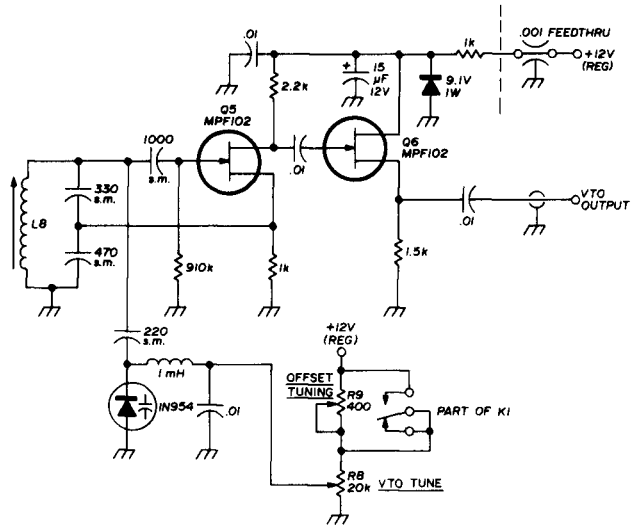 .001 FEEDTHRU
+12V
(REG)
1k
.01
+
15
µF
12V
9.1V
1W
2.2k
Q5
MPF102
Q6
MPF102
1000
s.m.
.01
330
s.m.
L8
470
s.m.
910k
1k
1.5k
.01
VTO
OUTPUT
220
s.m.
1 mH
1N954
.01
+12V
(REG)
OFFSET
TUNING
R9
400
PART OF K1
R8
20k
VTO TUNE